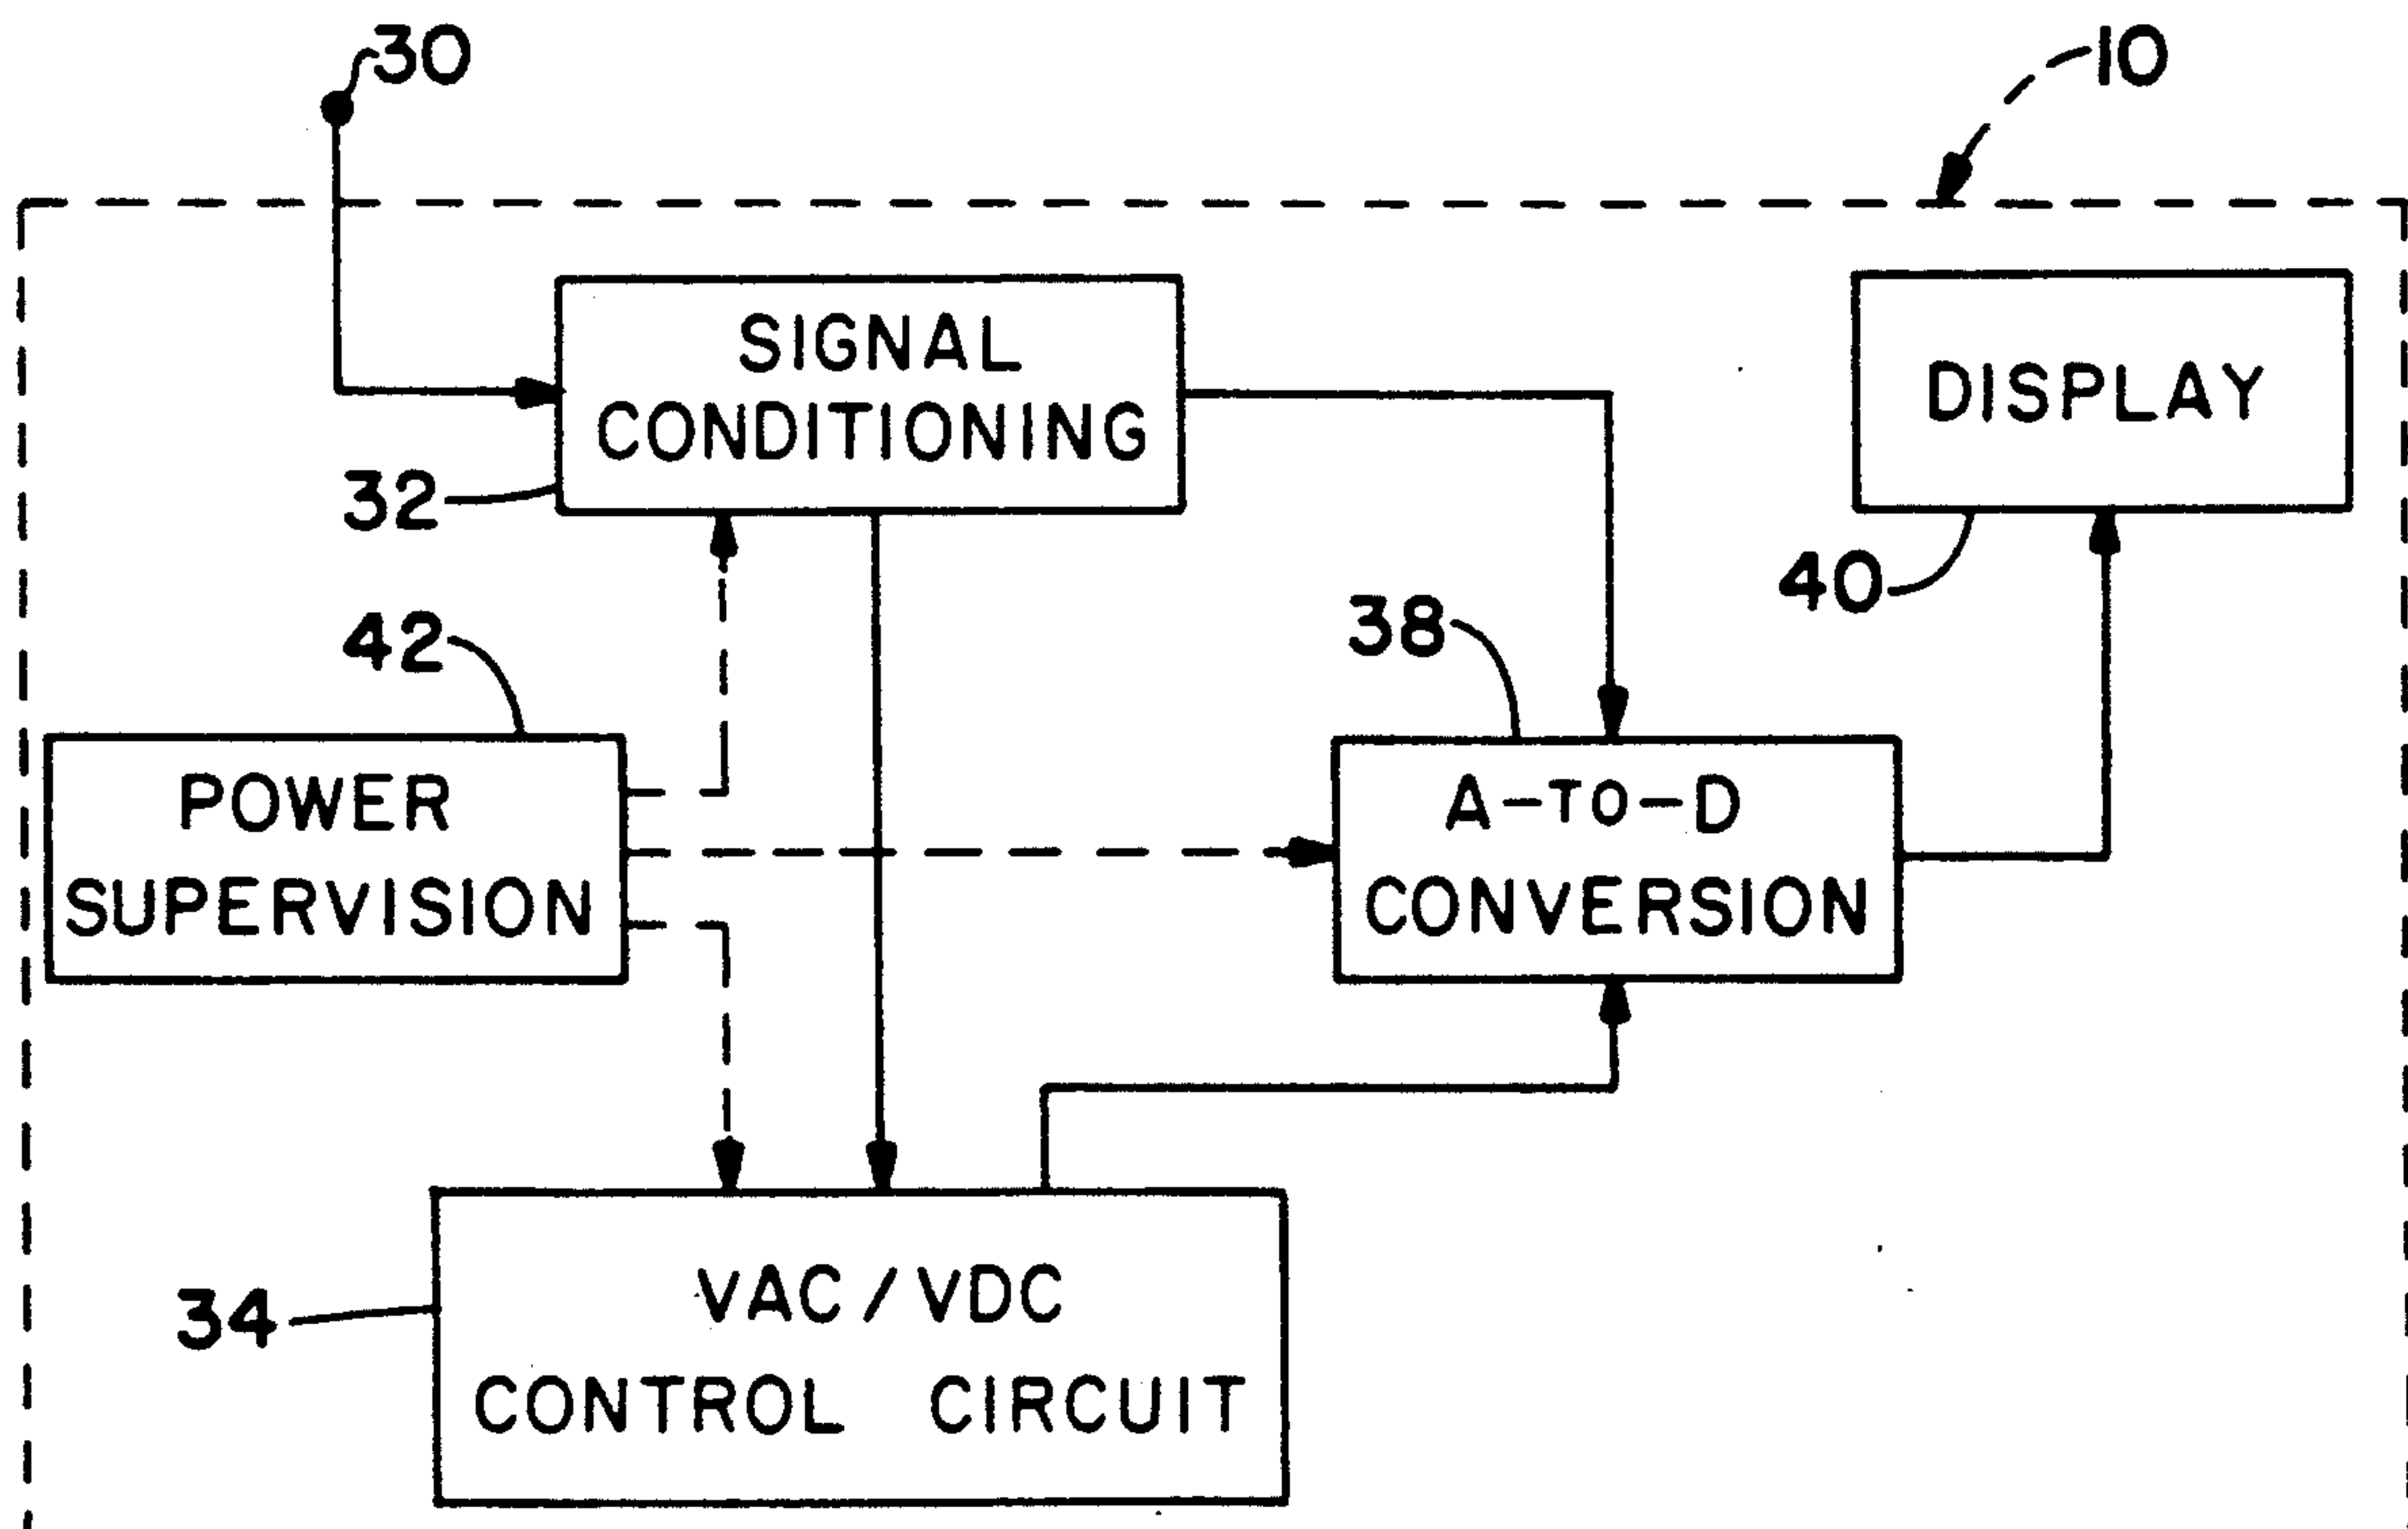 30
10
SIGNAL
CONDITIONING
DISPLAY
32
40
38
42
POWER
SUPERVISION
A-TO-D
CONVERSION
VAC/VDC
CONTROL CIRCUIT
34